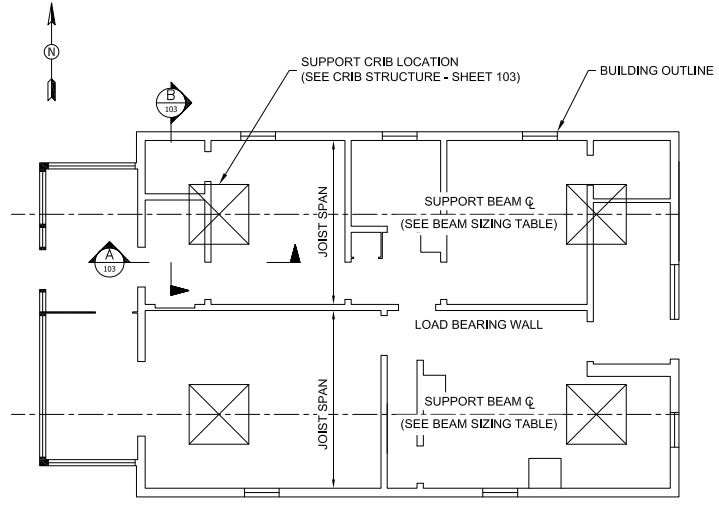 N
SUPPORT CRIB LOCATION
(SEE CRIB STRUCTURE - SHEET 103)
BUILDING OUTLINE
B
103
JOIST SPAN
SUPPORT BEAM ℄
(SEE BEAM SIZING TABLE)
A
103
LOAD BEARING WALL
JOIST SPAN
SUPPORT BEAM ℄
(SEE BEAM SIZING TABLE)